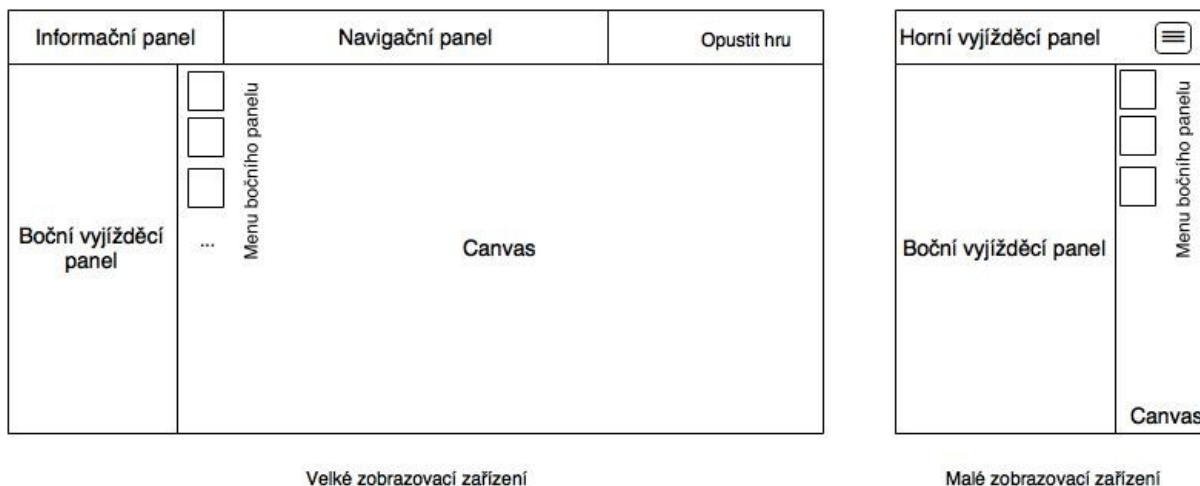 Informační panel
Navigační panel
Opustit hru
Boční vyjížděcí
panel
...
Menu bočního panelu
Canvas
Velké zobrazovací zařízení
Horní vyjížděcí panel
Boční vyjížděcí panel
Menu bočního panelu
Canvas
Malé zobrazovací zařízení